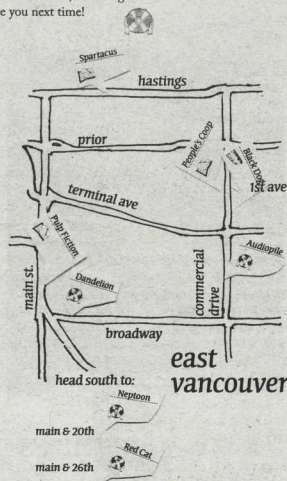 e you next time!
Spartacus
hastings
prior
People's Coop
Black Dog
1st ave
terminal ave
Pulp Fiction
Audiopile
main st.
Dandelion
commercial
drive
broadway
east
vancouver
head south to:
Neptoon
main & 20th
Red Cat
main & 26th